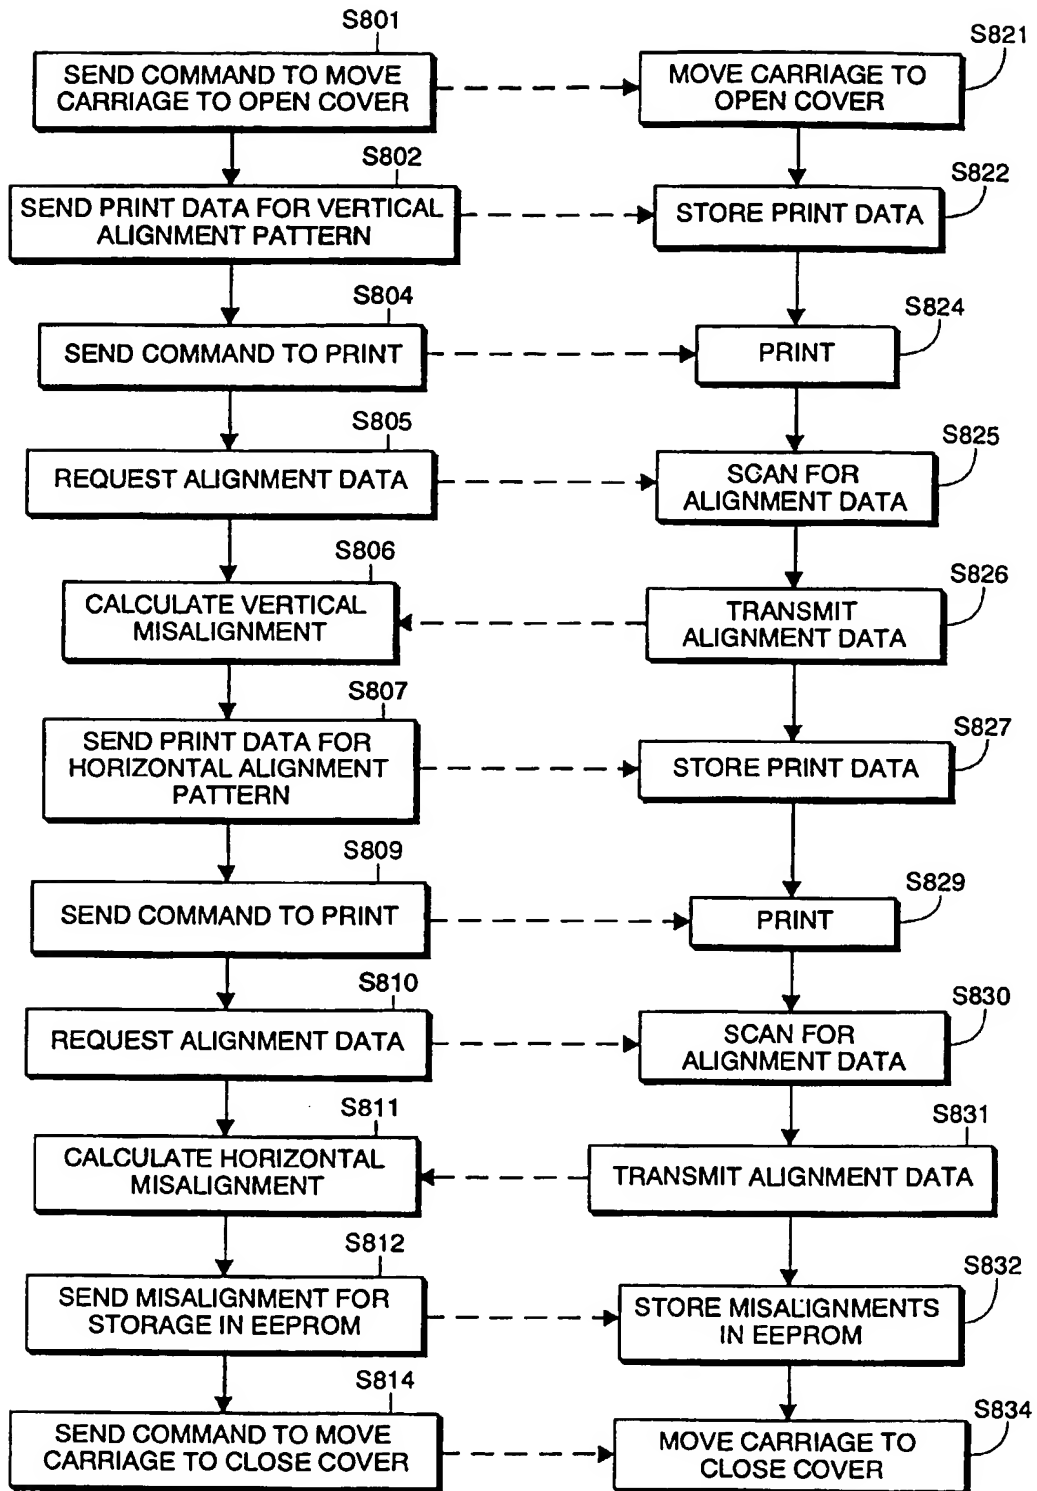 S801
SEND COMMAND TO MOVE
CARRIAGE TO OPEN COVER
S821
MOVE CARRIAGE TO
OPEN COVER
S802
SEND PRINT DATA FOR VERTICAL
ALIGNMENT PATTERN
S822
STORE PRINT DATA
S804
SEND COMMAND TO PRINT
S824
PRINT
S805
REQUEST ALIGNMENT DATA
S825
SCAN FOR
ALIGNMENT DATA
S806
CALCULATE VERTICAL
MISALIGNMENT
S826
TRANSMIT
ALIGNMENT DATA
S807
SEND PRINT DATA FOR
HORIZONTAL ALIGNMENT
PATTERN
S827
STORE PRINT DATA
S809
SEND COMMAND TO PRINT
S829
PRINT
S810
REQUEST ALIGNMENT DATA
S830
SCAN FOR
ALIGNMENT DATA
S811
CALCULATE HORIZONTAL
MISALIGNMENT
S831
TRANSMIT ALIGNMENT DATA
S812
SEND MISALIGNMENT FOR
STORAGE IN EEPROM
S832
STORE MISALIGNMENTS
IN EEPROM
S814
SEND COMMAND TO MOVE
CARRIAGE TO CLOSE COVER
S834
MOVE CARRIAGE TO
CLOSE COVER